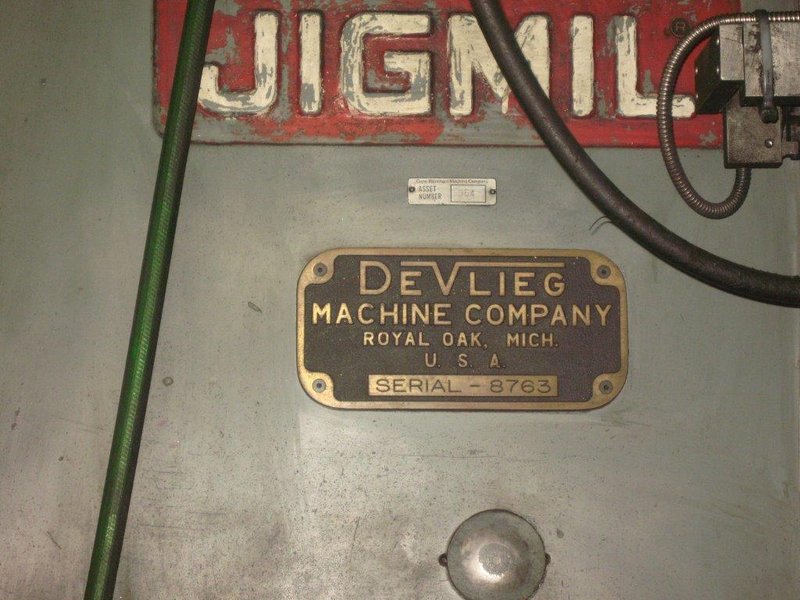 JIGMIL
®
ASSET
NUMBER
DEVLIEG
MACHINE COMPANY
ROYAL OAK, MICH.
U. S. A.
SERIAL - 8763